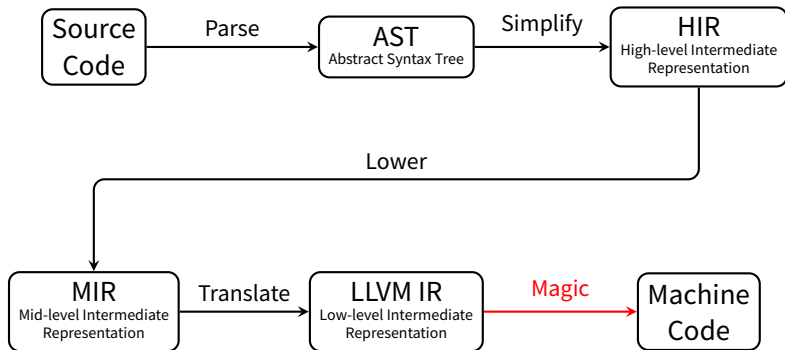 Source
Code
Parse
AST
Abstract Syntax Tree
Simplify
HIR
High-level Intermediate
Representation
Lower
MIR
Mid-level Intermediate
Representation
Translate
LLVM IR
Low-level Intermediate
Representation
Magic
Machine
Code